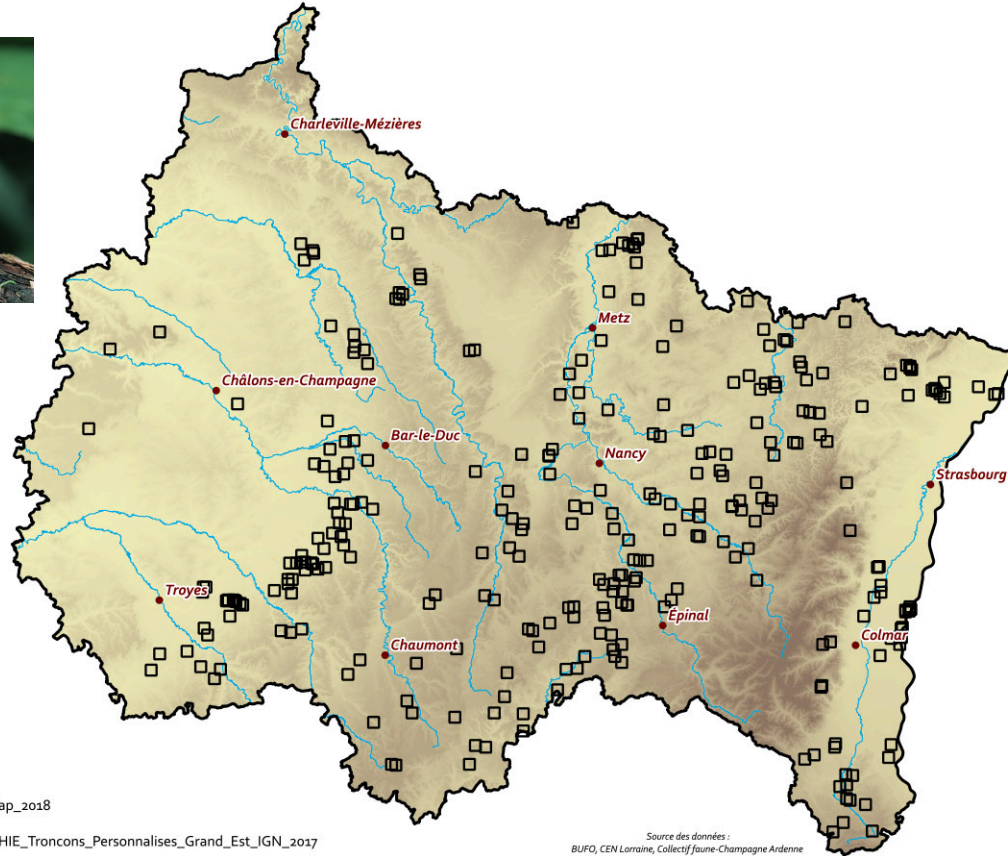 Charleville-Mézières
Metz
Châlons-en-Champagne
Bar-le-Duc
Nancy
Strasbourg
Troyes
Épinal
Colmar
Chaumont
ap_2018
HIE_Troncons_Personnalises_Grand_Est_IGN_2017
Source des données :
BUFO, CEN Lorraine, Collectif faune-Champagne Ardenne